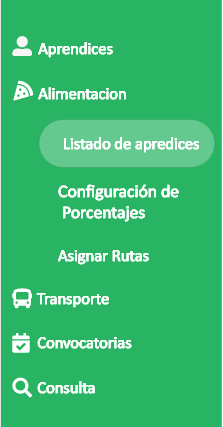 Aprendices
Alimentacion
Listado de apredices
Configuración de
Porcentajes
Asignar Rutas
Transporte
Convocatorias
Consulta